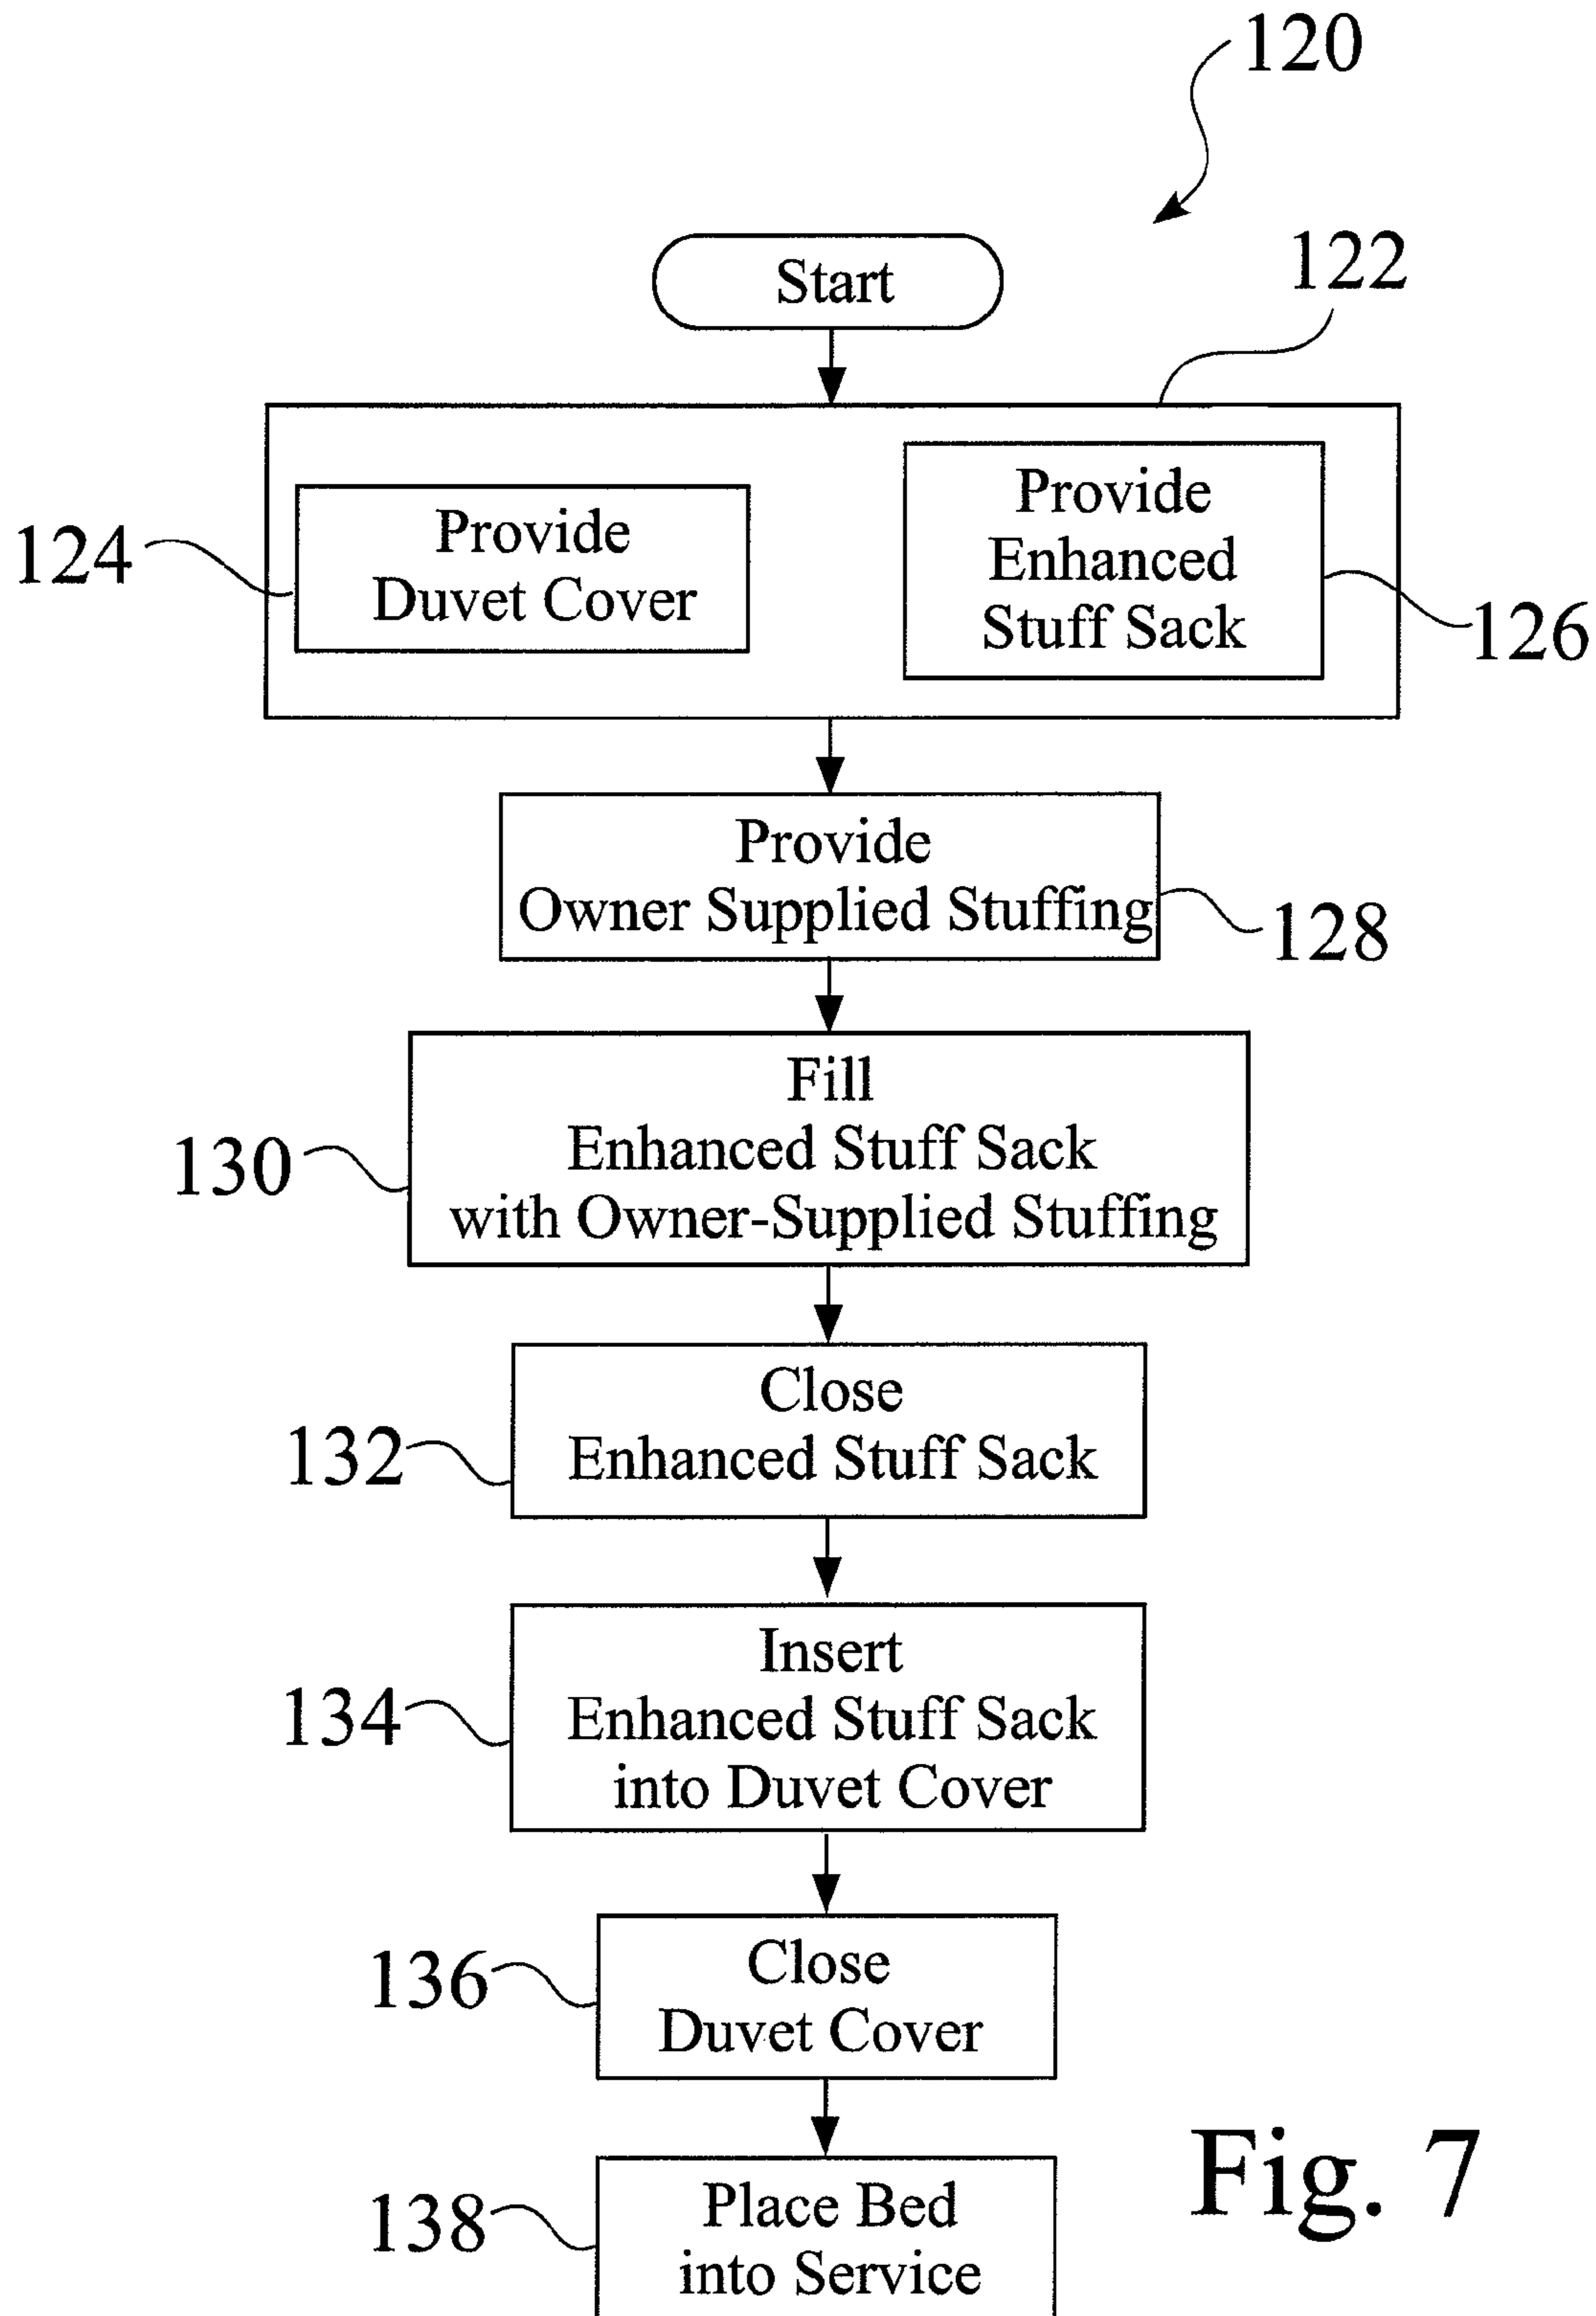 120
Start
122
124
Provide
Duvet Cover
Provide
Enhanced
Stuff Sack
126
Provide
Owner Supplied Stuffing
128
130
Fill
Enhanced Stuff Sack
with Owner-Supplied Stuffing
132
Close
Enhanced Stuff Sack
134
Insert
Enhanced Stuff Sack
into Duvet Cover
136
Close
Duvet Cover
138
Place Bed
into Service
Fig. 7